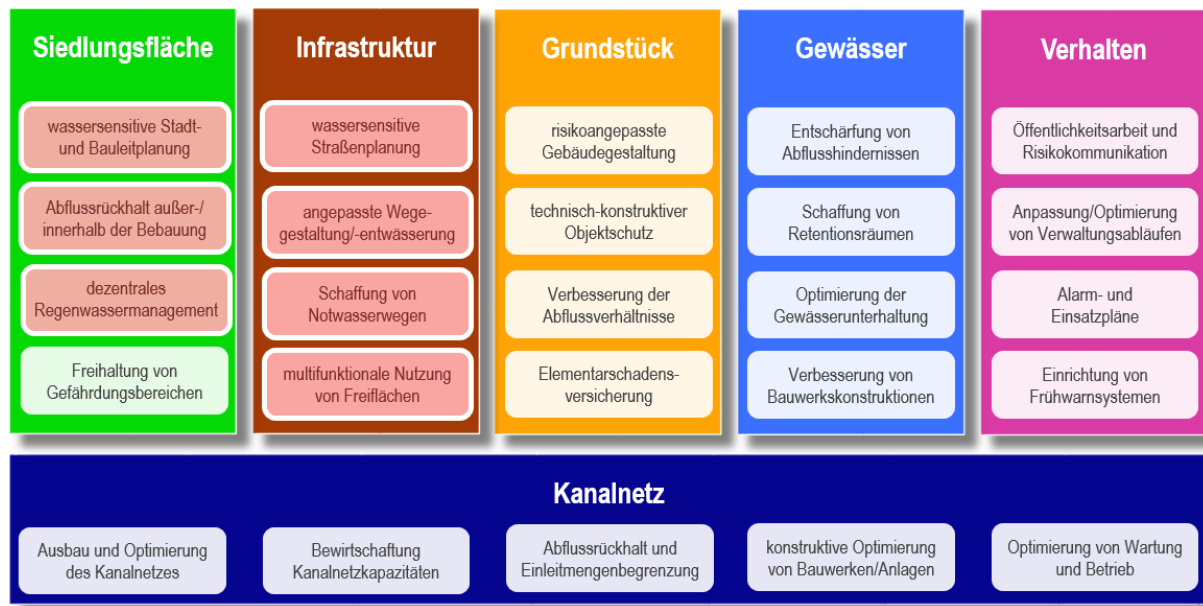 Siedlungsfläche
wassersensitive Stadt-
und Bauleitplanung
Abflussrückhalt außer-/
innerhalb der Bebauung
dezentrales
Regenwassermanagement
Freihaltung von
Gefährdungsbereichen
Infrastruktur
wassersensitive
Straßenplanung
angepasste Wege-
gestaltung/-entwässerung
Schaffung von
Notwasserwegen
multifunktionale Nutzung
von Freiflächen
Grundstück
risikoangepasste
Gebäudegestaltung
technisch-konstruktiver
Objektschutz
Verbesserung der
Abflussverhältnisse
Elementarschadens-
versicherung
Gewässer
Entschärfung von
Abflusshindernissen
Schaffung von
Retentionsräumen
Optimierung der
Gewässerunterhaltung
Verbesserung von
Bauwerkskonstruktionen
Verhalten
Öffentlichkeitsarbeit und
Risikokommunikation
Anpassung/Optimierung
von Verwaltungsabläufen
Alarm- und
Einsatzpläne
Einrichtung von
Frühwarnsystemen
Kanalnetz
Ausbau und Optimierung
des Kanalnetzes
Bewirtschaftung
Kanalnetzkapazitäten
Abflussrückhalt und
Einleitmengenbegrenzung
konstruktive Optimierung
von Bauwerken/Anlagen
Optimierung von Wartung
und Betrieb